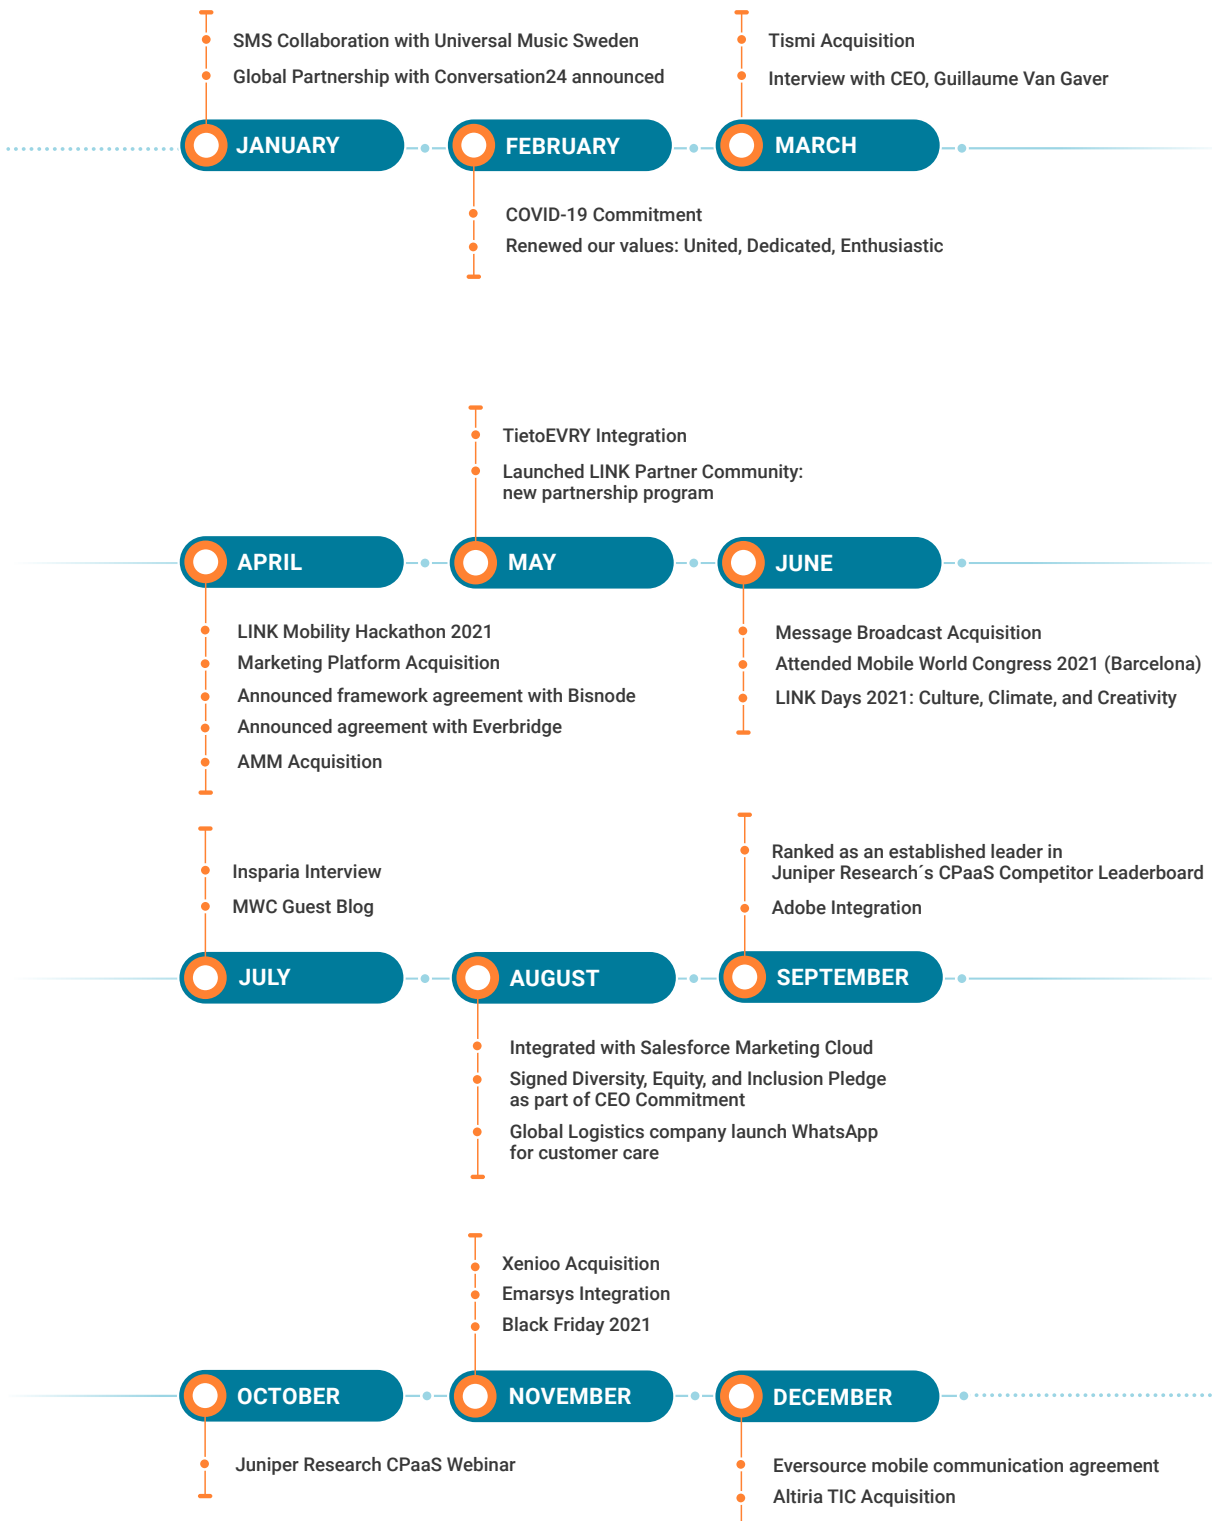 SMS Collaboration with Universal Music Sweden
Global Partnership with Conversation24 announced
JANUARY
FEBRUARY
COVID-19 Commitment
Renewed our values: United, Dedicated, Enthusiastic
Tismi Acquisition
Interview with CEO, Guillaume Van Gaver
MARCH
APRIL
LINK Mobility Hackathon 2021
Marketing Platform Acquisition
Announced framework agreement with Bisnode
Announced agreement with Everbridge
AMM Acquisition
TietoEVRY Integration
Launched LINK Partner Community:
new partnership program
MAY
JUNE
Message Broadcast Acquisition
Attended Mobile World Congress 2021 (Barcelona)
LINK Days 2021: Culture, Climate, and Creativity
Insparia Interview
MWC Guest Blog
JULY
AUGUST
Integrated with Salesforce Marketing Cloud
Signed Diversity, Equity, and Inclusion Pledge
as part of CEO Commitment
Global Logistics company launch WhatsApp
for customer care
Ranked as an established leader in
Juniper Research´s CPaaS Competitor Leaderboard
Adobe Integration
SEPTEMBER
OCTOBER
Juniper Research CPaaS Webinar
Xenioo Acquisition
Emarsys Integration
Black Friday 2021
NOVEMBER
DECEMBER
Eversource mobile communication agreement
Altiria TIC Acquisition